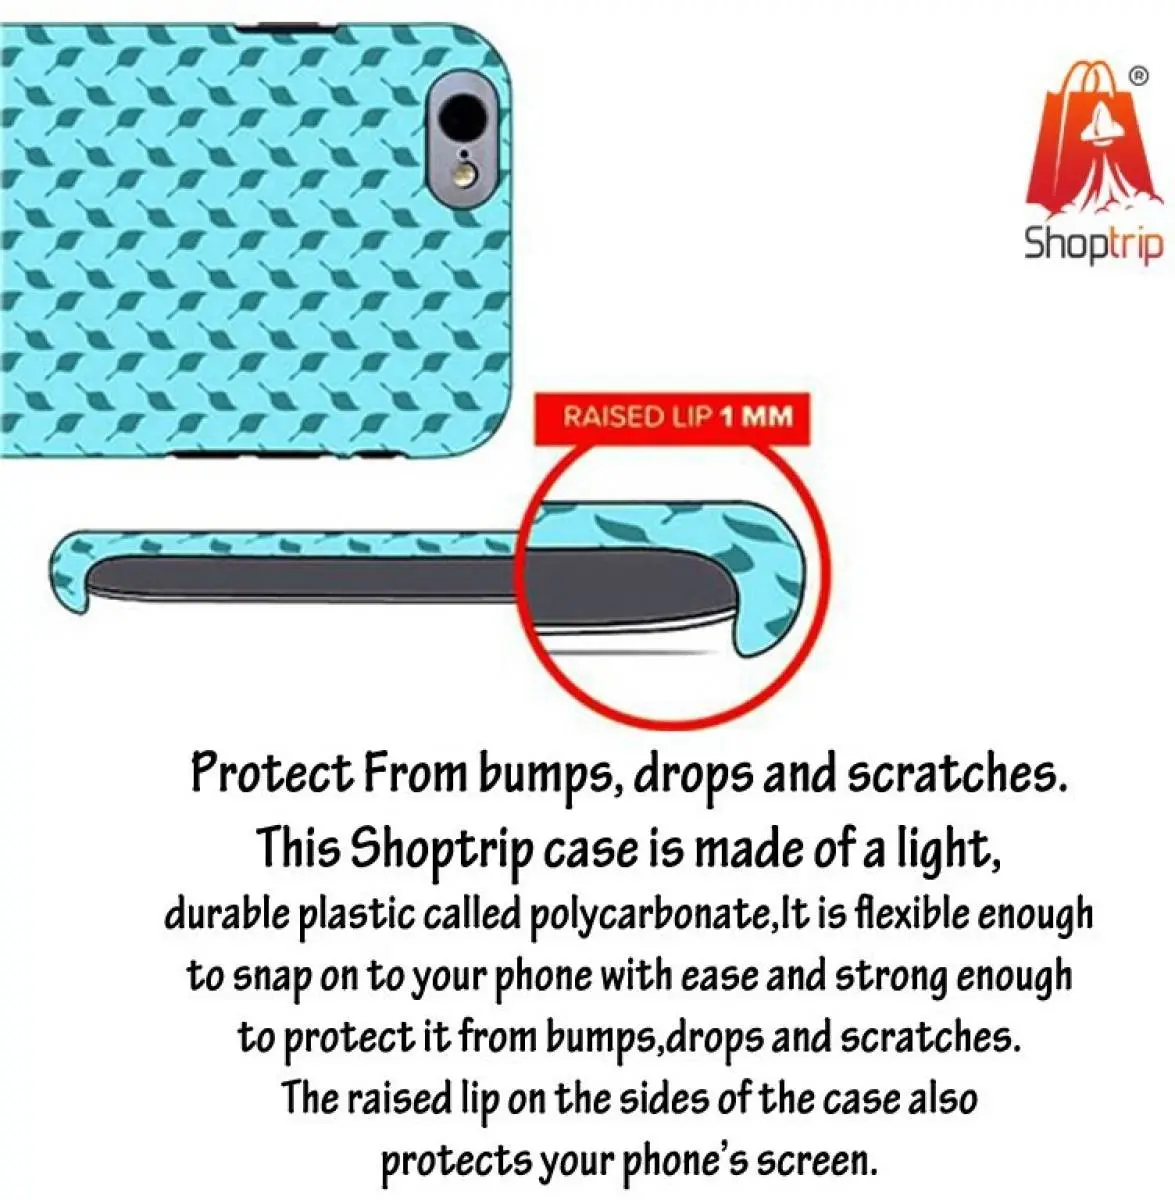 ®
Shoptrip
RAISED LIP 1 MM
Protect From bumps, drops and scratches.
This Shoptrip case is made of a light,
durable plastic called polycarbonate,It is flexible enough
to snap on to your phone with ease and strong enough
to protect it from bumps,drops and scratches.
The raised lip on the sides of the case also
protects your phone's screen.